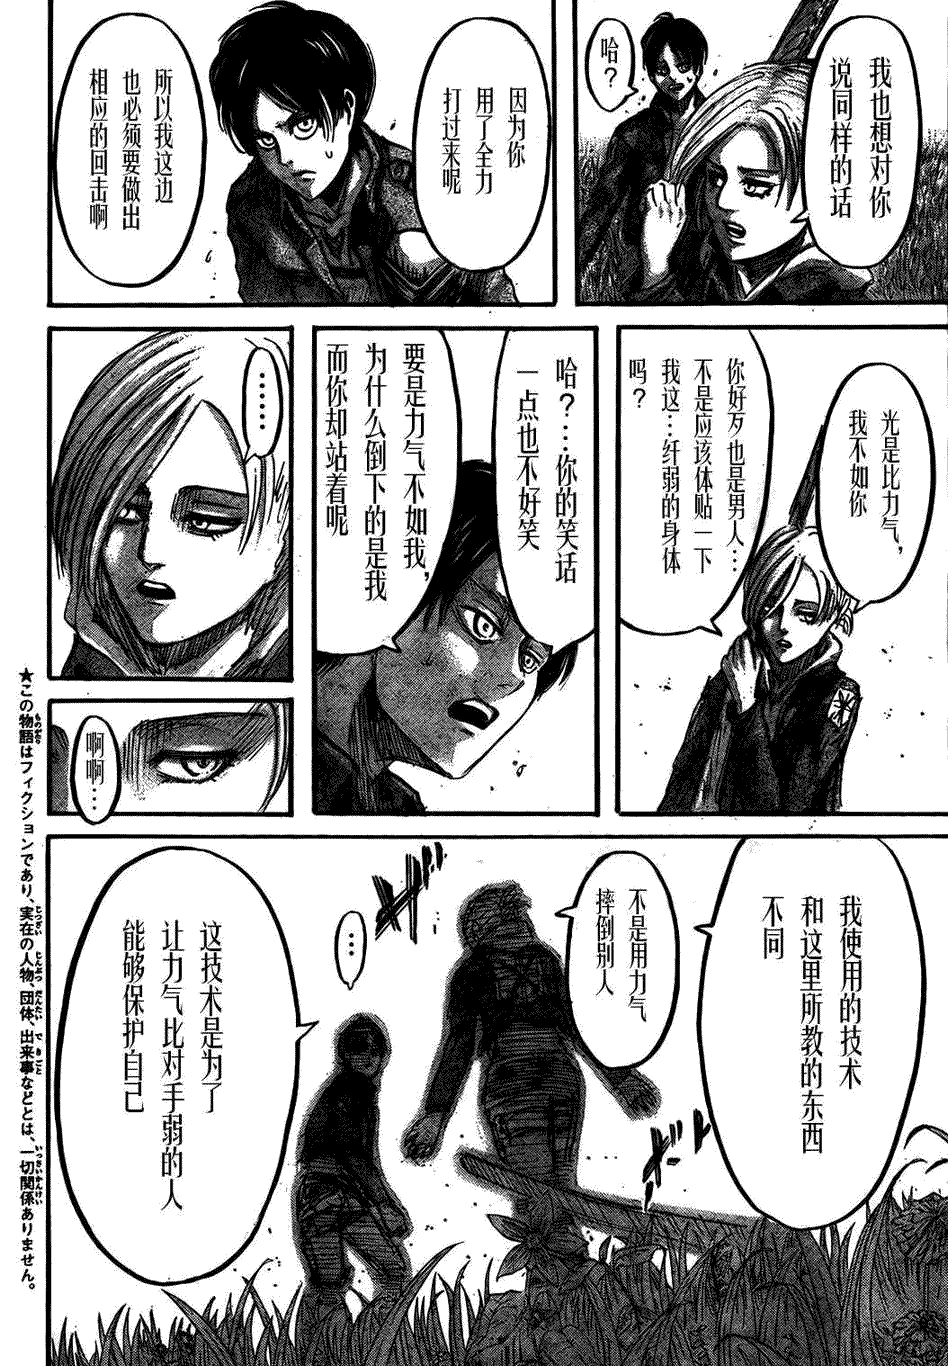 我也想对你
说同样的话
哈？
因为你
用了全力
打过来呢
所以我这边
也必须要做出
相应的回击啊
光是比力气，
我不如你
你好歹也是男人…
不是应该体贴一下
我这…纤弱的身体
吗？
哈？…你的笑话
一点也不好笑
要是力气不如我，
为什么倒下的是我
而你却站着呢
……
啊
啊…
我使用的技术
和这里所教的东西
不同
不是用力气
摔倒别人
…
这技术是为了
让力气比对手弱的人
能够保护自己
★この物語はフィクションであり、実在の人物、団体、出来事などとは、一切関係ありません。